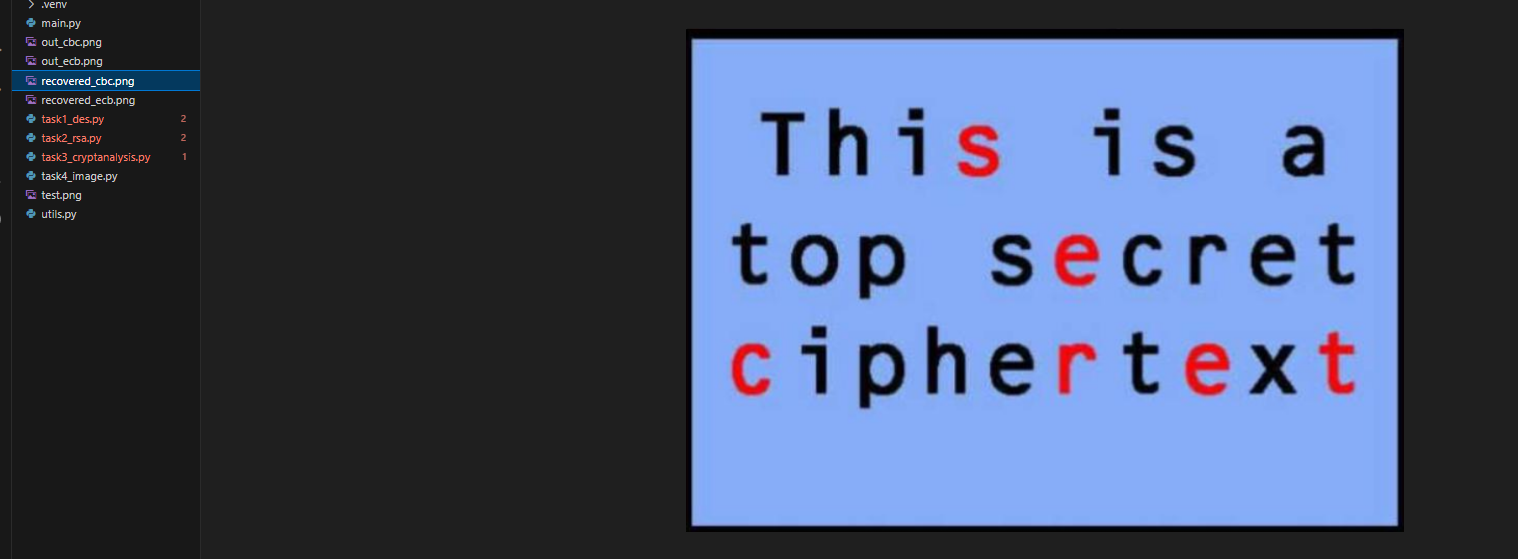 .venv
main.py
out_cbc.png
out_ecb.png
recovered_cbc.png
recovered_ecb.png
task1_des.py 2
task2_rsa.py 2
task3_cryptanalysis.py 1
task4_image.py
test.png
utils.py
This is a
top secret
ciphertext